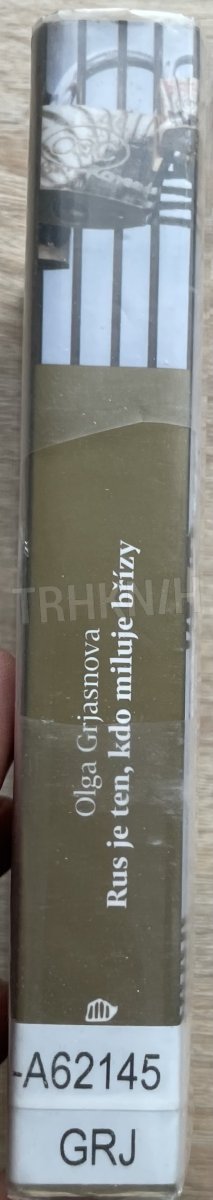 Olga Grjasnova
Rus je ten, kdo miluje břízy
TRHKNIH
-A62145
GRJ